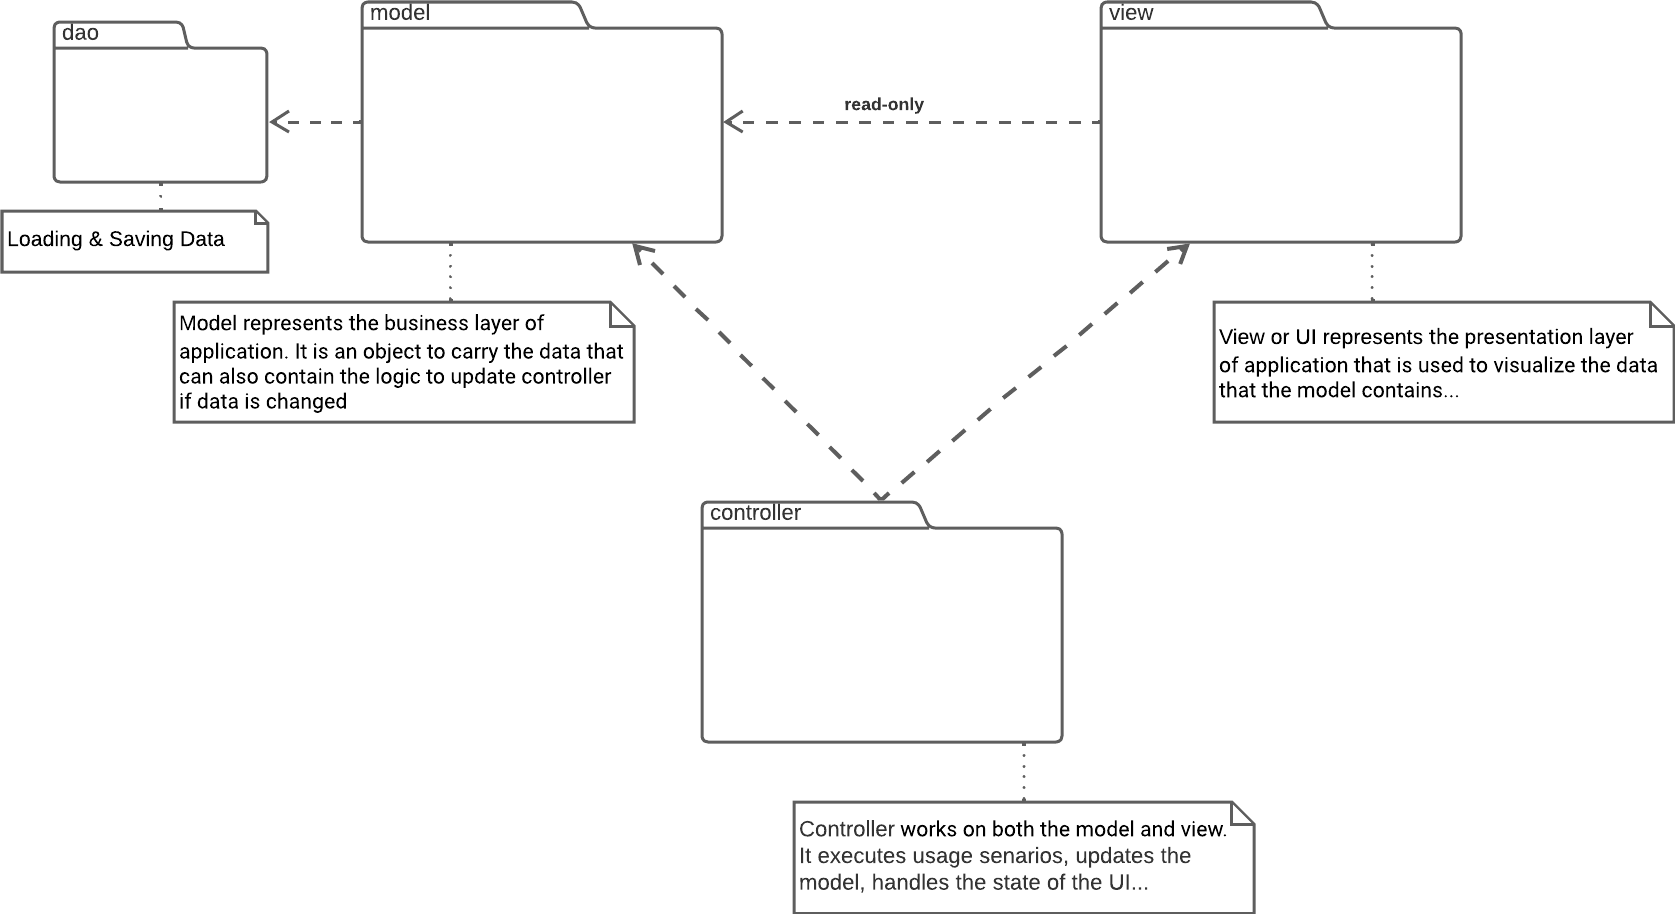 dao
model
view
read-only
Loading & Saving Data
Model represents the business layer of
application. It is an object to carry the data that
can also contain the logic to update controller
if data is changed
View or UI represents the presentation layer
of application that is used to visualize the data
that the model contains...
controller
Controller works on both the model and view.
It executes usage senarios, updates the
model, handles the state of the UI...